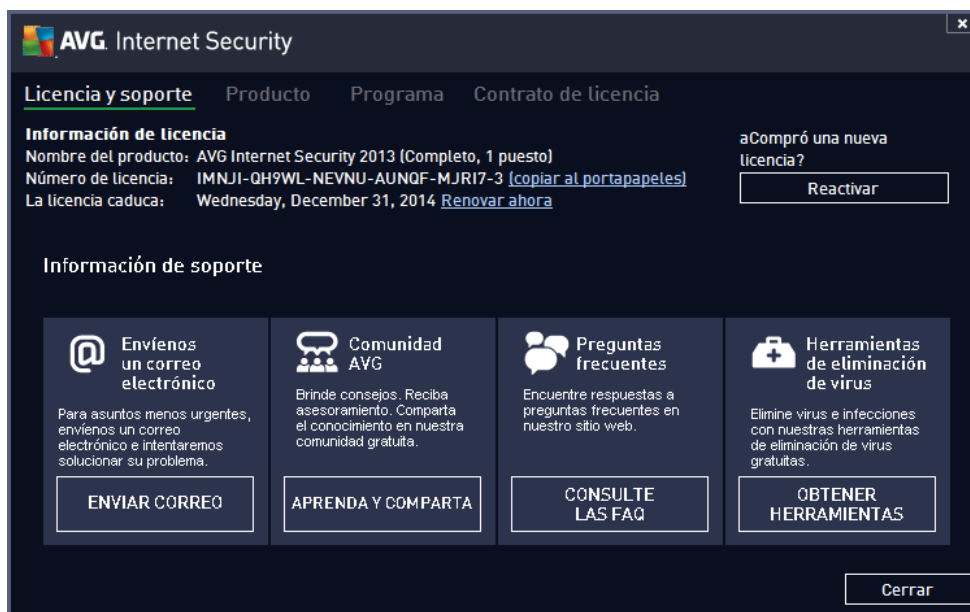 AVG. Internet Security
Licencia y soporte Producto Programa Contrato de licencia
Información de licencia
Nombre del producto: AVG Internet Security 2013 (Completo, 1 puesto)
Número de licencia: IMNJI-QH9WL-NEVNU-AUNQF-MJRI7-3 (copiar al portapapeles)
La licencia caduca: Wednesday, December 31, 2014 Renovar ahora
aCompró una nueva
licencia?
Reactivar
Información de soporte
Envíenos
un correo
electrónico
Para asuntos menos urgentes,
envíenos un correo
electrónico e intentaremos
solucionar su problema.
ENVIAR CORREO
Comunidad
AVG
Brinde consejos. Reciba
asesoramiento. Comparta
el conocimiento en nuestra
comunidad gratuita.
APRENDA Y COMPARTA
Preguntas
frecuentes
Encuentre respuestas a
preguntas frecuentes en
nuestro sitio web.
CONSULTE
LAS FAQ
Herramientas
de eliminación
de virus
Elimine virus e infecciones
con nuestras herramientas
de eliminación de virus
gratuitas.
OBTENER
HERRAMIENTAS
Cerrar